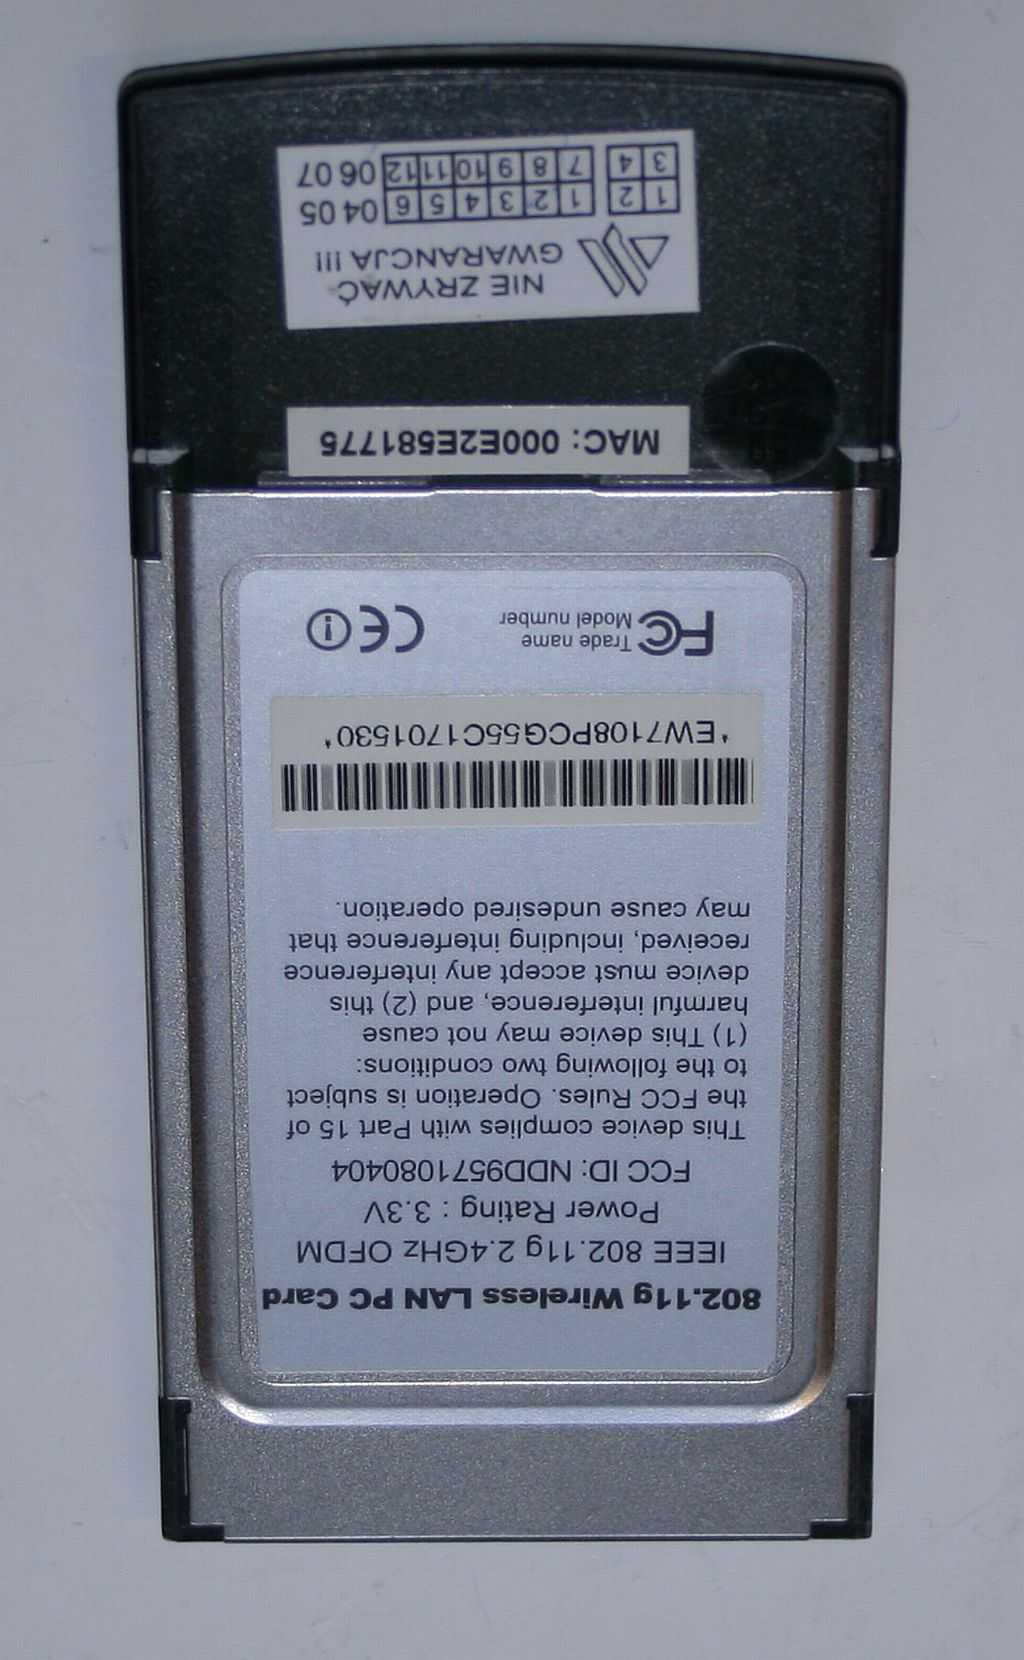 802.11g Wireless LAN PC Card
IEEE 802.11g 2.4GHz OFDM
Power Rating : 3.3V
FCC ID: NDD9571080404
This device complies with Part 15 of
the FCC Rules. Operation is subject
to the following two conditions:
(1) This device may not cause
harmful interference, and (2) this
device must accept any interference
received, including interference that
may cause undesired operation.
*EW7108PCG55C1701530*
FC Trade name
Model number
CE
MAC: 000E2E581775
NIE ZRYWAĆ
GWARANCJA !!!
1 2 1 2 3 4 5 6 04 05
3 4 7 8 9 10 11 12 06 07